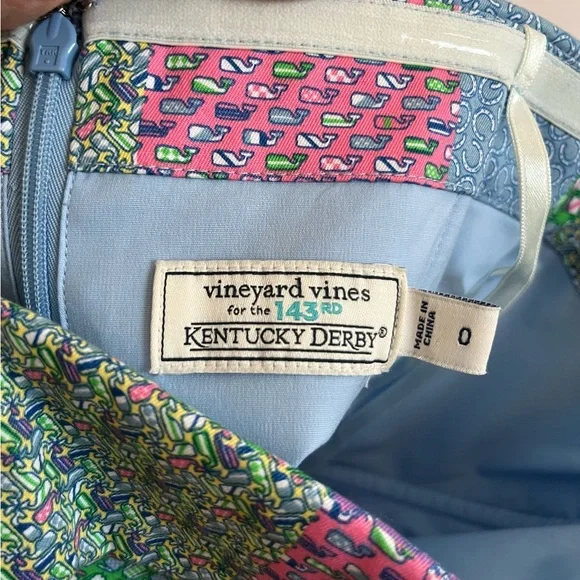 vineyard vines
for the 143RD
KENTUCKY DERBY®
MADE IN
CHINA
0